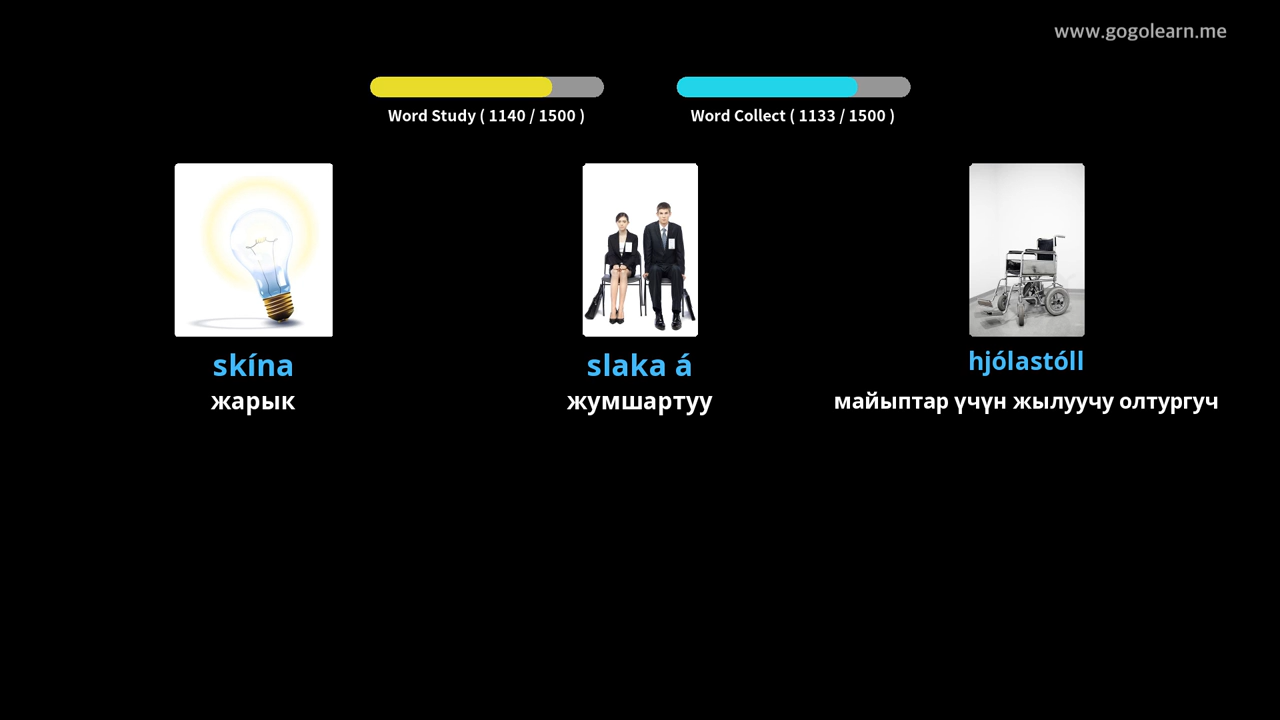 www.gogolearn.me
Word Study ( 1140 / 1500 )
Word Collect ( 1133 / 1500 )
skína
slaka á
hjólastóll
жарык
жумшартуу
майыптар үчүн жылуучу олтургуч